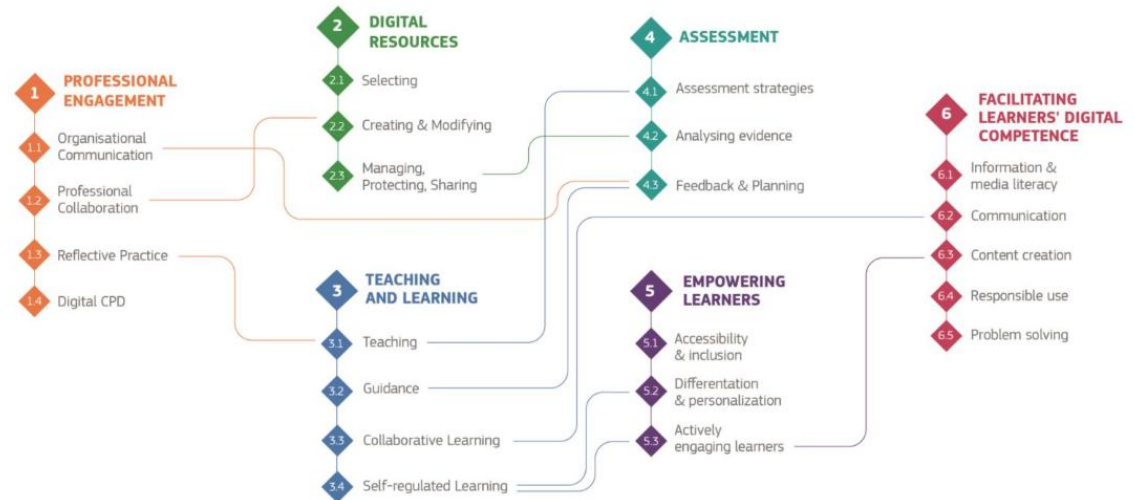 1
PROFESSIONAL
ENGAGEMENT
1.1
Organisational
Communication
1.2
Professional
Collaboration
1.3
Reflective Practice
1.4
Digital CPD
2
DIGITAL
RESOURCES
2.1
Selecting
2.2
Creating & Modifying
2.3
Managing,
Protecting, Sharing
3
TEACHING
AND LEARNING
3.1
Teaching
3.2
Guidance
3.3
Collaborative Learning
3.4
Self-regulated Learning
4
ASSESSMENT
4.1
Assessment strategies
4.2
Analysing evidence
4.3
Feedback & Planning
5
EMPOWERING
LEARNERS
5.1
Accessibility
& inclusion
5.2
Differentation
& personalization
5.3
Actively
engaging learners
6
FACILITATING
LEARNERS' DIGITAL
COMPETENCE
6.1
Information &
media literacy
6.2
Communication
6.3
Content creation
6.4
Responsible use
6.5
Problem solving